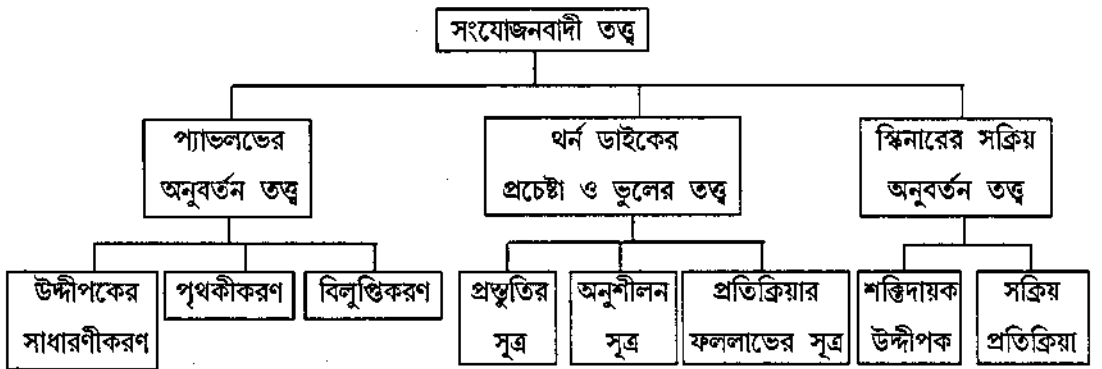 সংযোজনবাদী তত্ত্ব
প্যাভলভের
অনুবর্তন তত্ত্ব
থর্ন ডাইকের
প্রচেষ্টা ও ভুলের তত্ত্ব
স্কিনারের সক্রিয়
অনুবর্তন তত্ত্ব
উদ্দীপকের
সাধারণীকরণ
পৃথকীকরণ
বিলুপ্তিকরণ
প্রস্তুতির
সূত্র
অনুশীলন
সূত্র
প্রতিক্রিয়ার
ফললাভের সূত্র
শক্তিদায়ক
উদ্দীপক
সক্রিয়
প্রতিক্রিয়া